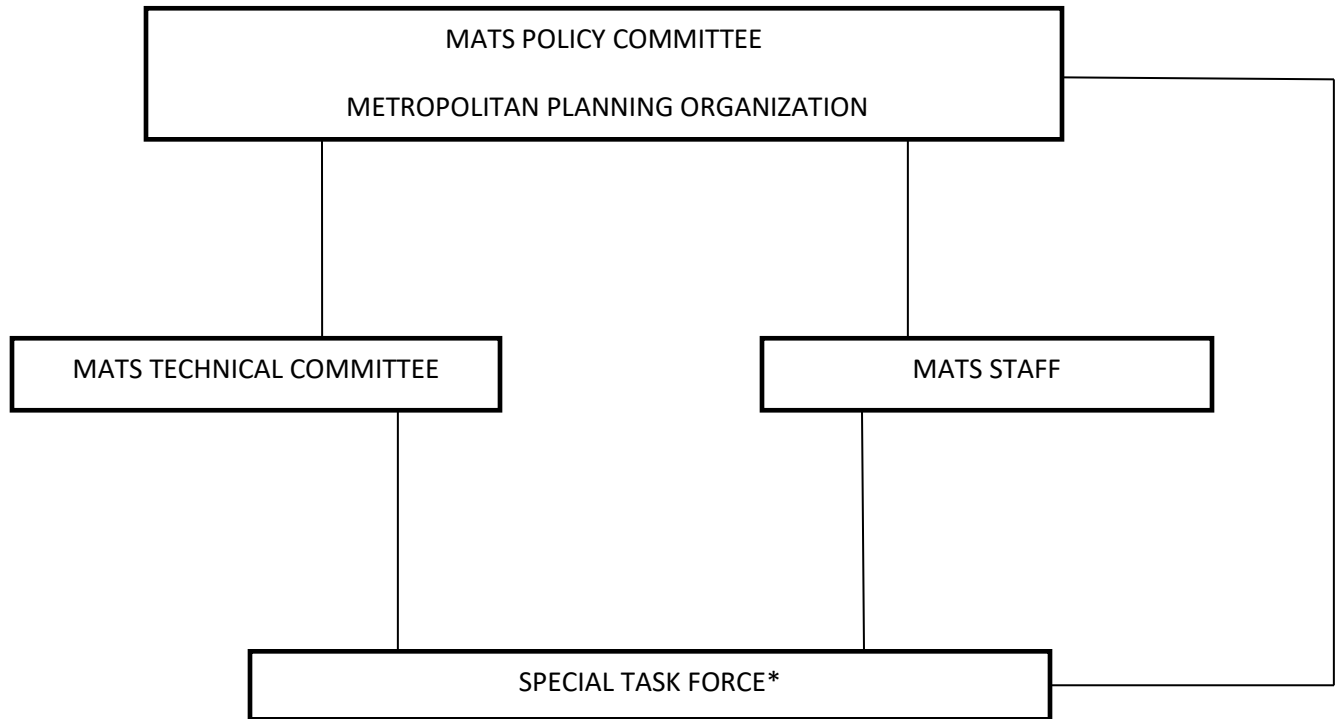 MATS POLICY COMMITTEE
METROPOLITAN PLANNING ORGANIZATION
MATS TECHNICAL COMMITTEE
MATS STAFF
SPECIAL TASK FORCE*